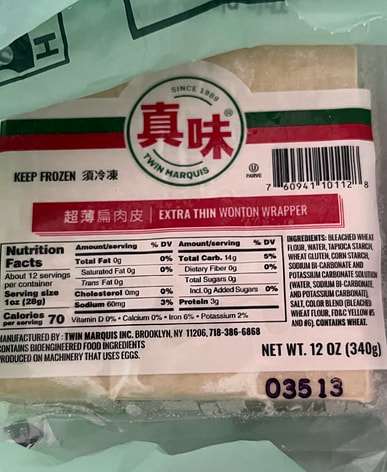 H
SINCE 1989
真味®
TWIN MARQUIS
KEEP FROZEN 須冷凍
U
PARVE
7 60941 10112 8
超薄扁肉皮 | EXTRA THIN WONTON WRAPPER
Nutrition
Facts
About 12 servings
per container
Serving size
1oz (28g)
Calories
per serving 70
Amount/serving % DV
Total Fat 0g 0%
Saturated Fat 0g 0%
Trans Fat 0g
Cholesterol 0mg 0%
Sodium 60mg 3%
Amount/serving % DV
Total Carb. 14g 5%
Dietary Fiber 0g 0%
Total Sugars 0g
Incl. 0g Added Sugars 0%
Protein 3g
Vitamin D 0% • Calcium 0% • Iron 6% • Potassium 2%
INGREDIENTS: BLEACHED WHEAT
FLOUR, WATER, TAPIOCA STARCH,
WHEAT GLUTEN, CORN STARCH,
SODIUM BI-CARBONATE AND
POTASSIUM CARBONATE SOLUTION
(WATER, SODIUM BI-CARBONATE,
AND POTASSIUM CARBONATE),
SALT, COLOR BLEND (BLEACHED
WHEAT FLOUR, FD&C YELLOW #5
AND #6). CONTAINS WHEAT.
MANUFACTURED BY: TWIN MARQUIS INC. BROOKLYN, NY 11206, 718-386-6868
CONTAINS BIOENGINEERED FOOD INGREDIENTS
PRODUCED ON MACHINERY THAT USES EGGS.
NET WT. 12 OZ (340g)
03513